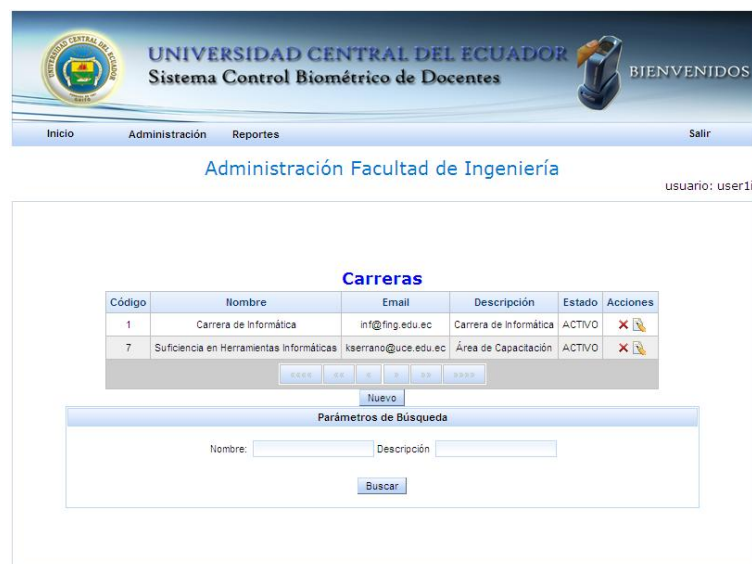 UNIVERSIDAD CENTRAL DEL ECUADOR
Sistema Control Biométrico de Docentes
BIENVENIDOS
Inicio Administración Reportes Salir
Administración Facultad de Ingeniería
usuario: user1i
Carreras
Código Nombre Email Descripción Estado Acciones
1 Carrera de Informática inf@fing.edu.ec Carrera de Informática ACTIVO
7 Suficiencia en Herramientas Informáticas kserrano@uce.edu.ec Área de Capacitación ACTIVO
«««« «« « » »» »»»»
Nuevo
Parámetros de Búsqueda
Nombre: Descripción
Buscar